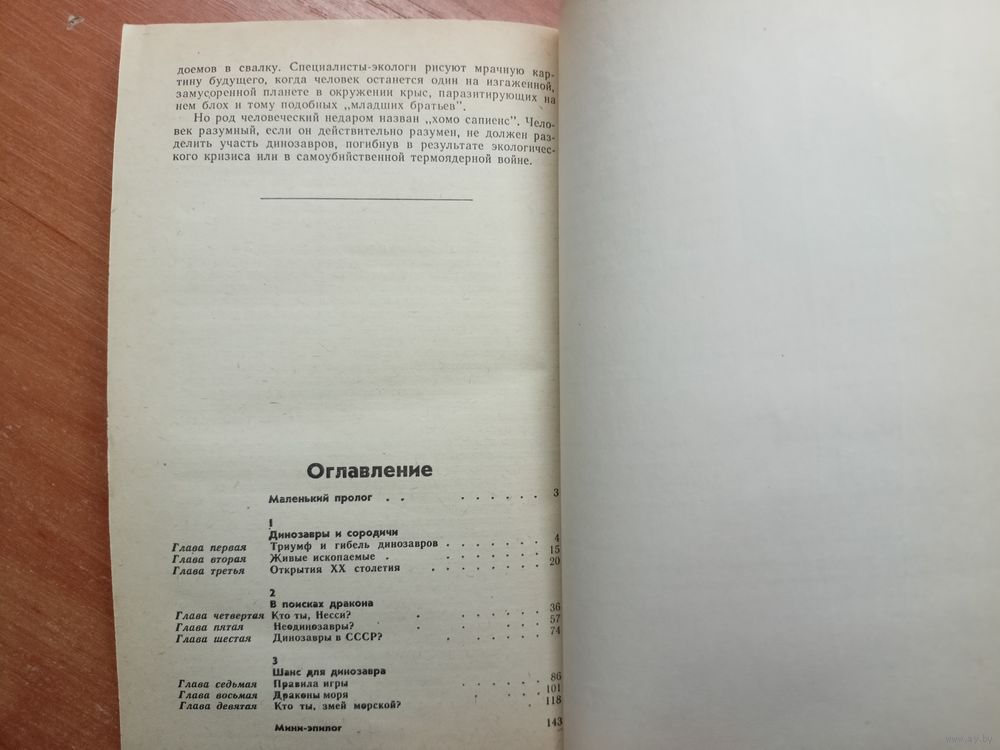 доемов в свалку. Специалисты-экологи рисуют мрачную кар-
тину будущего, когда человек останется один на изгаженной,
замусоренной планете в окружении крыс, паразитирующих на
нем блох и тому подобных „младших братьев".
Но род человеческий недаром назван „хомо сапиенс". Чело-
век разумный, если он действительно разумен, не должен раз-
делить участь динозавров, погибнув в результате экологичес-
кого кризиса или в самоубийственной термоядерной войне.
Оглавление
Маленький пролог . . . . . . . . 3
1
Динозавры и сородичи
Глава первая Триумф и гибель динозавров . . . . . . . 4
Глава вторая Живые ископаемые . . . . . . . 15
Глава третья Открытия XX столетия . . . . . . . 20
2
В поисках дракона
Глава четвертая Кто ты, Несси? . . . . . . 36
Глава пятая Неодинозавры? . . . . . . 57
Глава шестая Динозавры в СССР? . . . . . 74
3
Шанс для динозавра
Глава седьмая Правила игры . . . . . . 86
Глава восьмая Драконы моря . . . . . 101
Глава девятая Кто ты, змей морской? . . 118
Мини-эпилог . . . . . . 143
www.ay.by